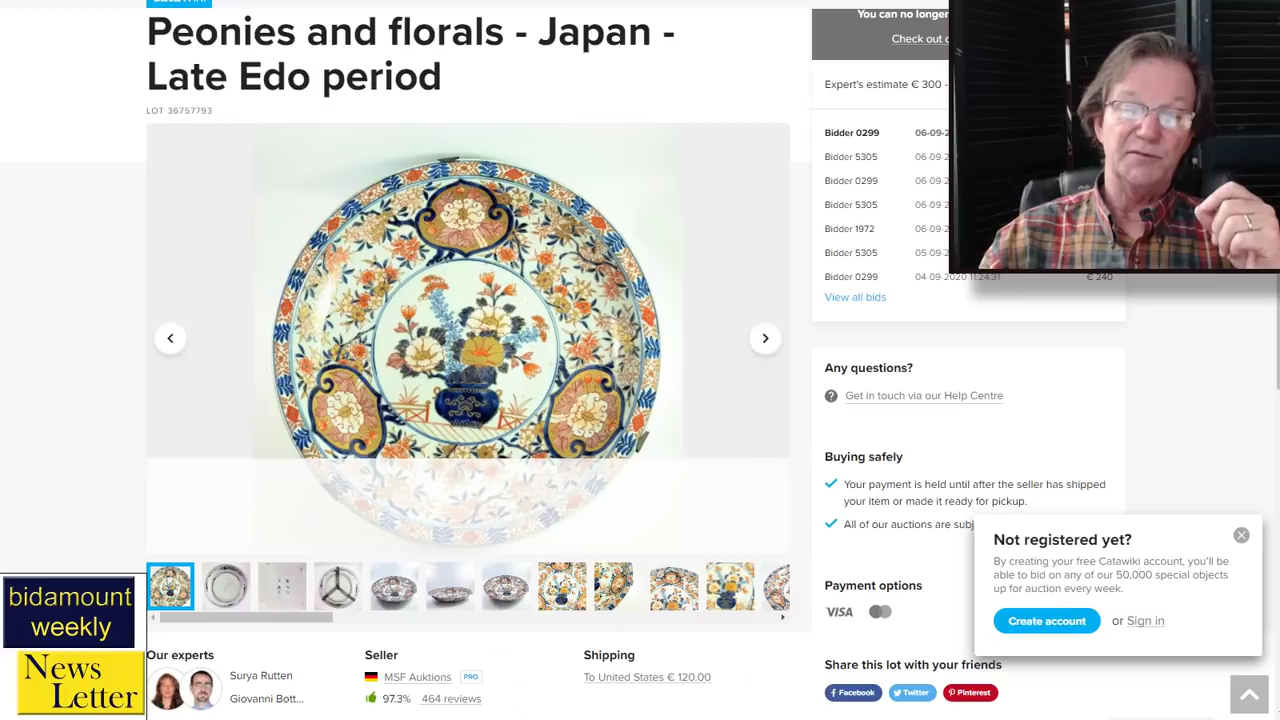 Peonies and florals - Japan -
Late Edo period
LOT 36757793
You can no longer
Check out
Expert's estimate € 300 -
Bidder 0299 06-09-2
Bidder 5305 06-09-2
Bidder 0299 06-09-2
Bidder 5305 06-09-2
Bidder 1972 06-09-2
Bidder 5305 05-09-2
Bidder 0299 04-09-2020 11:24:31 € 240
View all bids
Any questions?
Get in touch via our Help Centre
Buying safely
Your payment is held until after the seller has shipped
your item or made it ready for pickup.
All of our auctions are subj
Not registered yet?
By creating your free Catawiki account, you'll be
able to bid on any of our 50,000 special objects
up for auction every week.
Create account or Sign in
Payment options
VISA
Share this lot with your friends
Facebook Twitter Pinterest
bidamount
weekly
News
Letter
Our experts
Surya Rutten
Giovanni Bott...
Seller
MSF Auktions PRO
97.3% 464 reviews
Shipping
To United States € 120.00